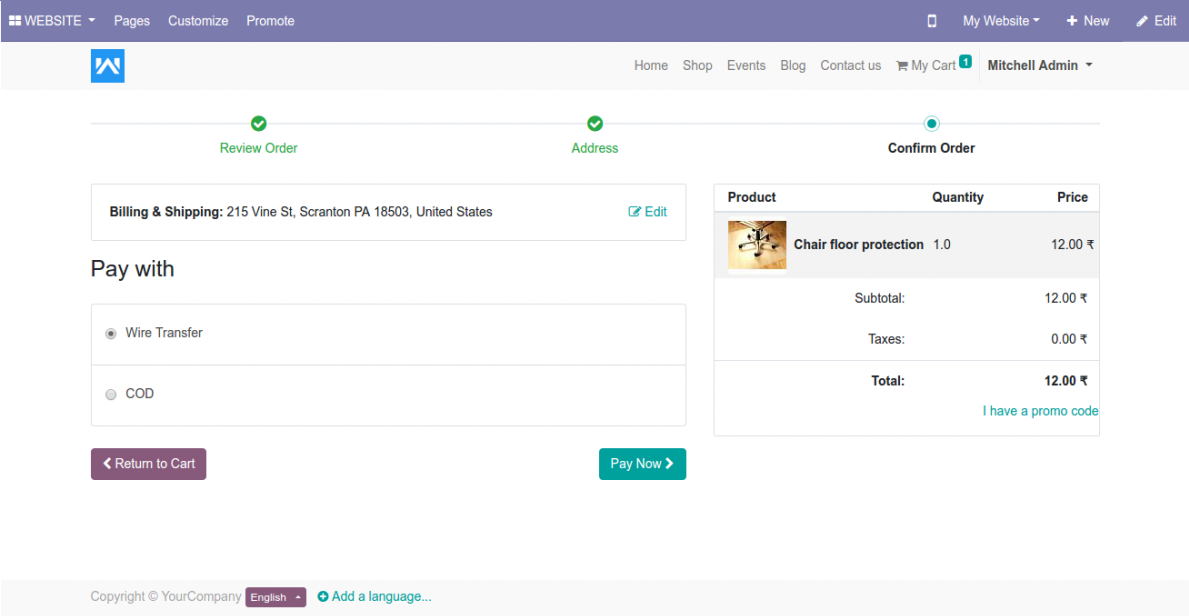 WEBSITE Pages Customize Promote My Website + New Edit
Home Shop Events Blog Contact us My Cart 1 Mitchell Admin
Review Order Address Confirm Order
Billing & Shipping: 215 Vine St, Scranton PA 18503, United States Edit
Pay with
Wire Transfer
COD
Return to Cart Pay Now
Product Quantity Price
Chair floor protection 1.0 12.00 ₹
Subtotal: 12.00 ₹
Taxes: 0.00 ₹
Total: 12.00 ₹
I have a promo code
Copyright © YourCompany English Add a language...